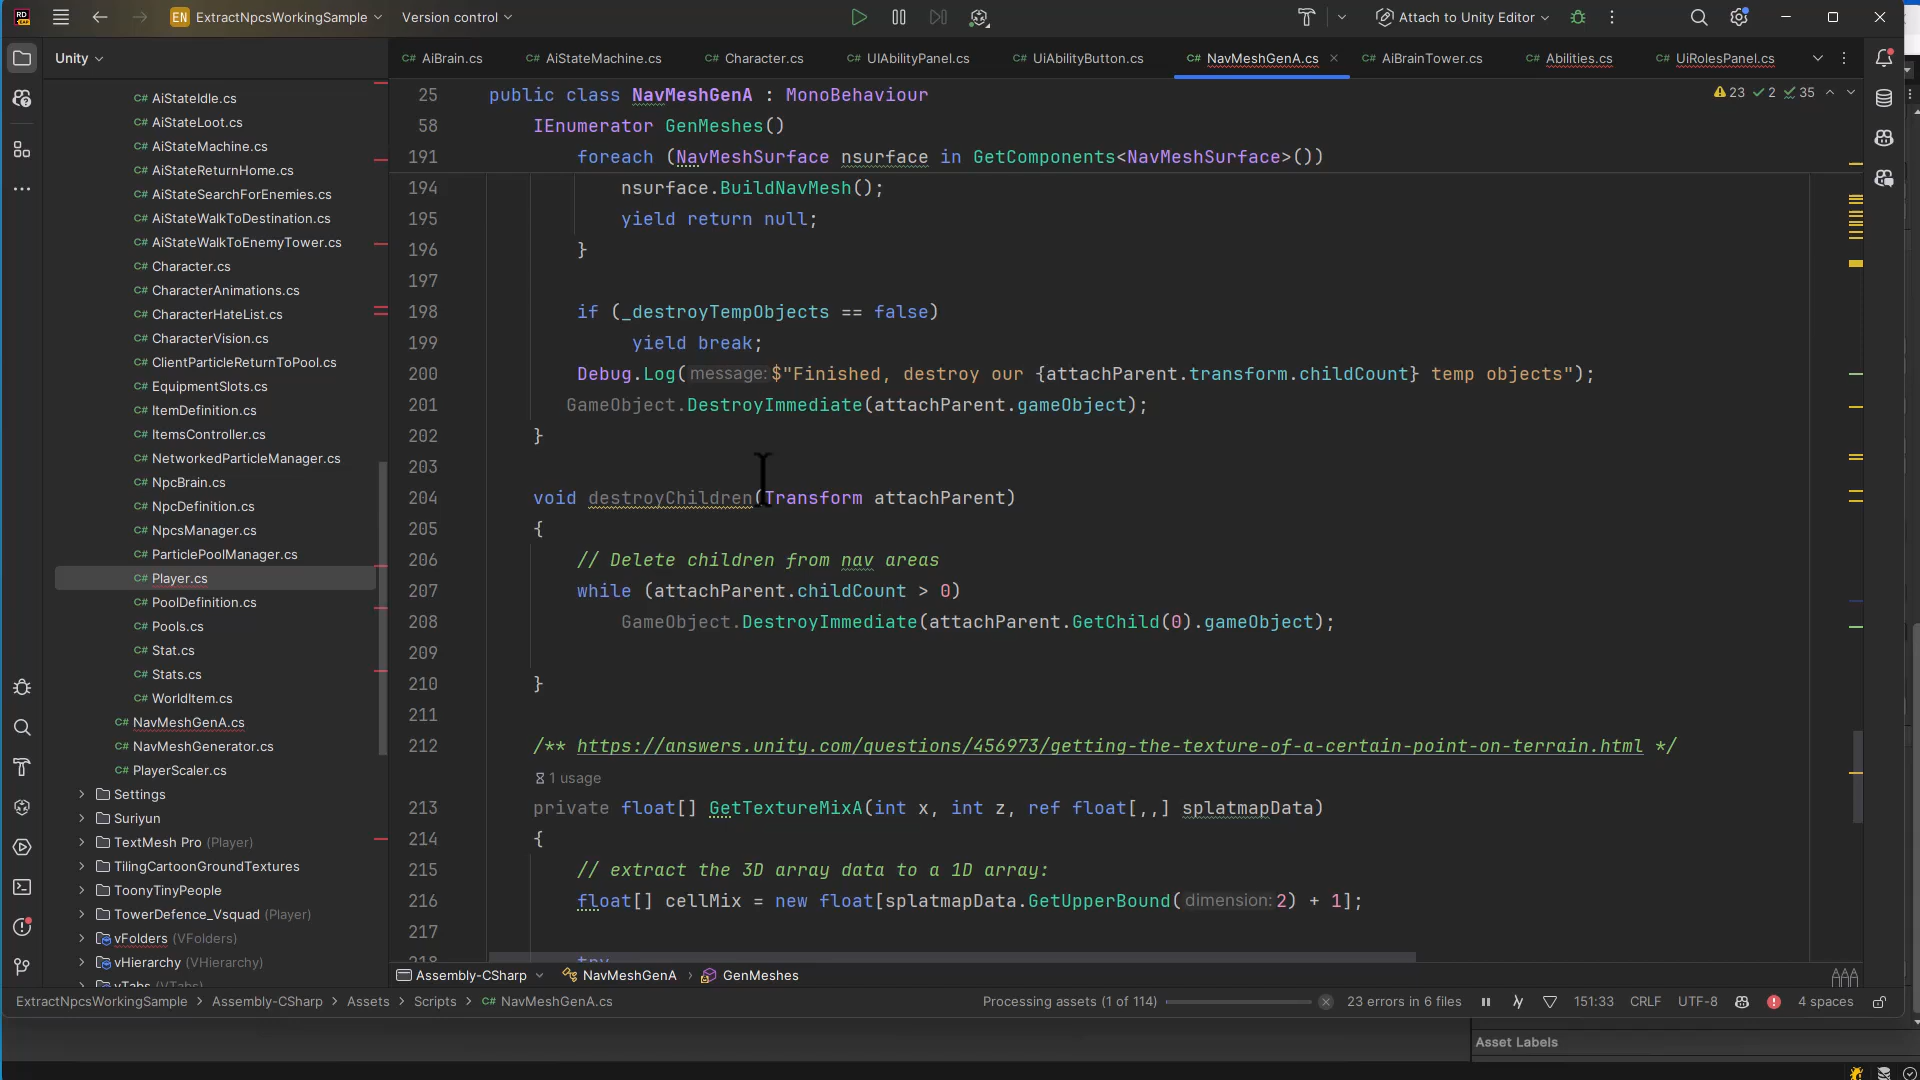 RD
EN ExtractNpcsWorkingSample Version control
Attach to Unity Editor
Unity
C# AiBrain.cs C# AiStateMachine.cs C# Character.cs C# UIAbilityPanel.cs C# UiAbilityButton.cs C# NavMeshGenA.cs C# AiBrainTower.cs C# Abilities.cs C# UiRolesPanel.cs
C# AiStateIdle.cs
C# AiStateLoot.cs
C# AiStateMachine.cs
C# AiStateReturnHome.cs
C# AiStateSearchForEnemies.cs
C# AiStateWalkToDestination.cs
C# AiStateWalkToEnemyTower.cs
C# Character.cs
C# CharacterAnimations.cs
C# CharacterHateList.cs
C# CharacterVision.cs
C# ClientParticleReturnToPool.cs
C# EquipmentSlots.cs
C# ItemDefinition.cs
C# ItemsController.cs
C# NetworkedParticleManager.cs
C# NpcBrain.cs
C# NpcDefinition.cs
C# NpcsManager.cs
C# ParticlePoolManager.cs
C# Player.cs
C# PoolDefinition.cs
C# Pools.cs
C# Stat.cs
C# Stats.cs
C# WorldItem.cs
C# NavMeshGenA.cs
C# NavMeshGenerator.cs
C# PlayerScaler.cs
Settings
Suriyun
TextMesh Pro (Player)
TilingCartoonGroundTextures
ToonyTinyPeople
TowerDefence_Vsquad (Player)
vFolders (VFolders)
vHierarchy (VHierarchy)
vTabs (VTabs)
23 2 35
25 public class NavMeshGenA : MonoBehaviour
58 IEnumerator GenMeshes()
191 foreach (NavMeshSurface nsurface in GetComponents<NavMeshSurface>())
194 nsurface.BuildNavMesh();
195 yield return null;
196 }
197
198 if (_destroyTempObjects == false)
199 yield break;
200 Debug.Log(message:$"Finished, destroy our {attachParent.transform.childCount} temp objects");
201 GameObject.DestroyImmediate(attachParent.gameObject);
202 }
203
204 void destroyChildren(Transform attachParent)
205 {
206 // Delete children from nav areas
207 while (attachParent.childCount > 0)
208 GameObject.DestroyImmediate(attachParent.GetChild(0).gameObject);
209
210 }
211
212 /** https://answers.unity.com/questions/456973/getting-the-texture-of-a-certain-point-on-terrain.html */
1 usage
213 private float[] GetTextureMixA(int x, int z, ref float[,,] splatmapData)
214 {
215 // extract the 3D array data to a 1D array:
216 float[] cellMix = new float[splatmapData.GetUpperBound(dimension:2) + 1];
217
218 try
Assembly-CSharp NavMeshGenA GenMeshes
ExtractNpcsWorkingSample Assembly-CSharp Assets Scripts C# NavMeshGenA.cs Processing assets (1 of 114) 23 errors in 6 files 151:33 CRLF UTF-8 4 spaces
Asset Labels